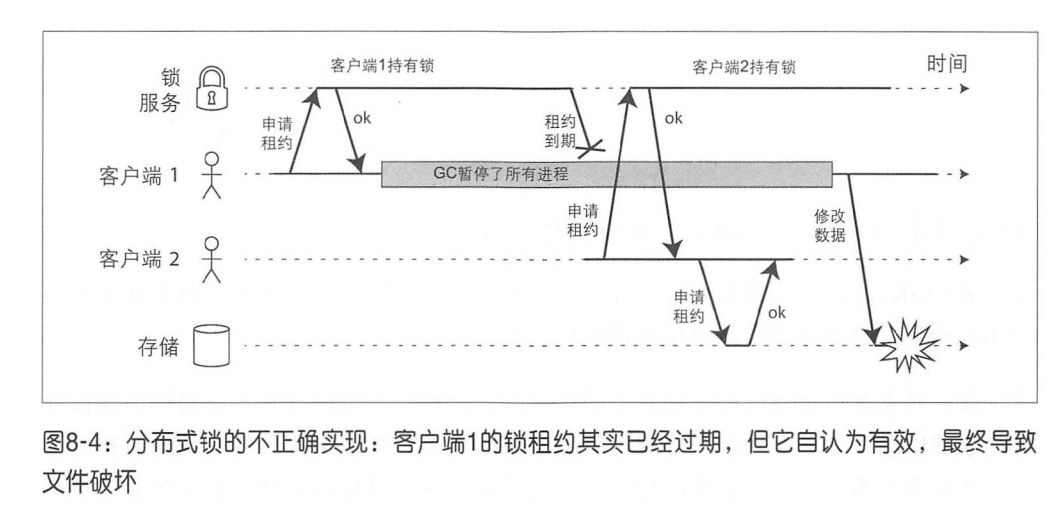 客户端1持有锁
客户端2持有锁
时间
锁
服务
申请
租约
ok
租约
到期
ok
客户端 1
GC暂停了所有进程
申请
租约
修改
数据
客户端 2
申请
租约
ok
存储
图8-4：分布式锁的不正确实现：客户端1的锁租约其实已经过期，但它自认为有效，最终导致
文件破坏